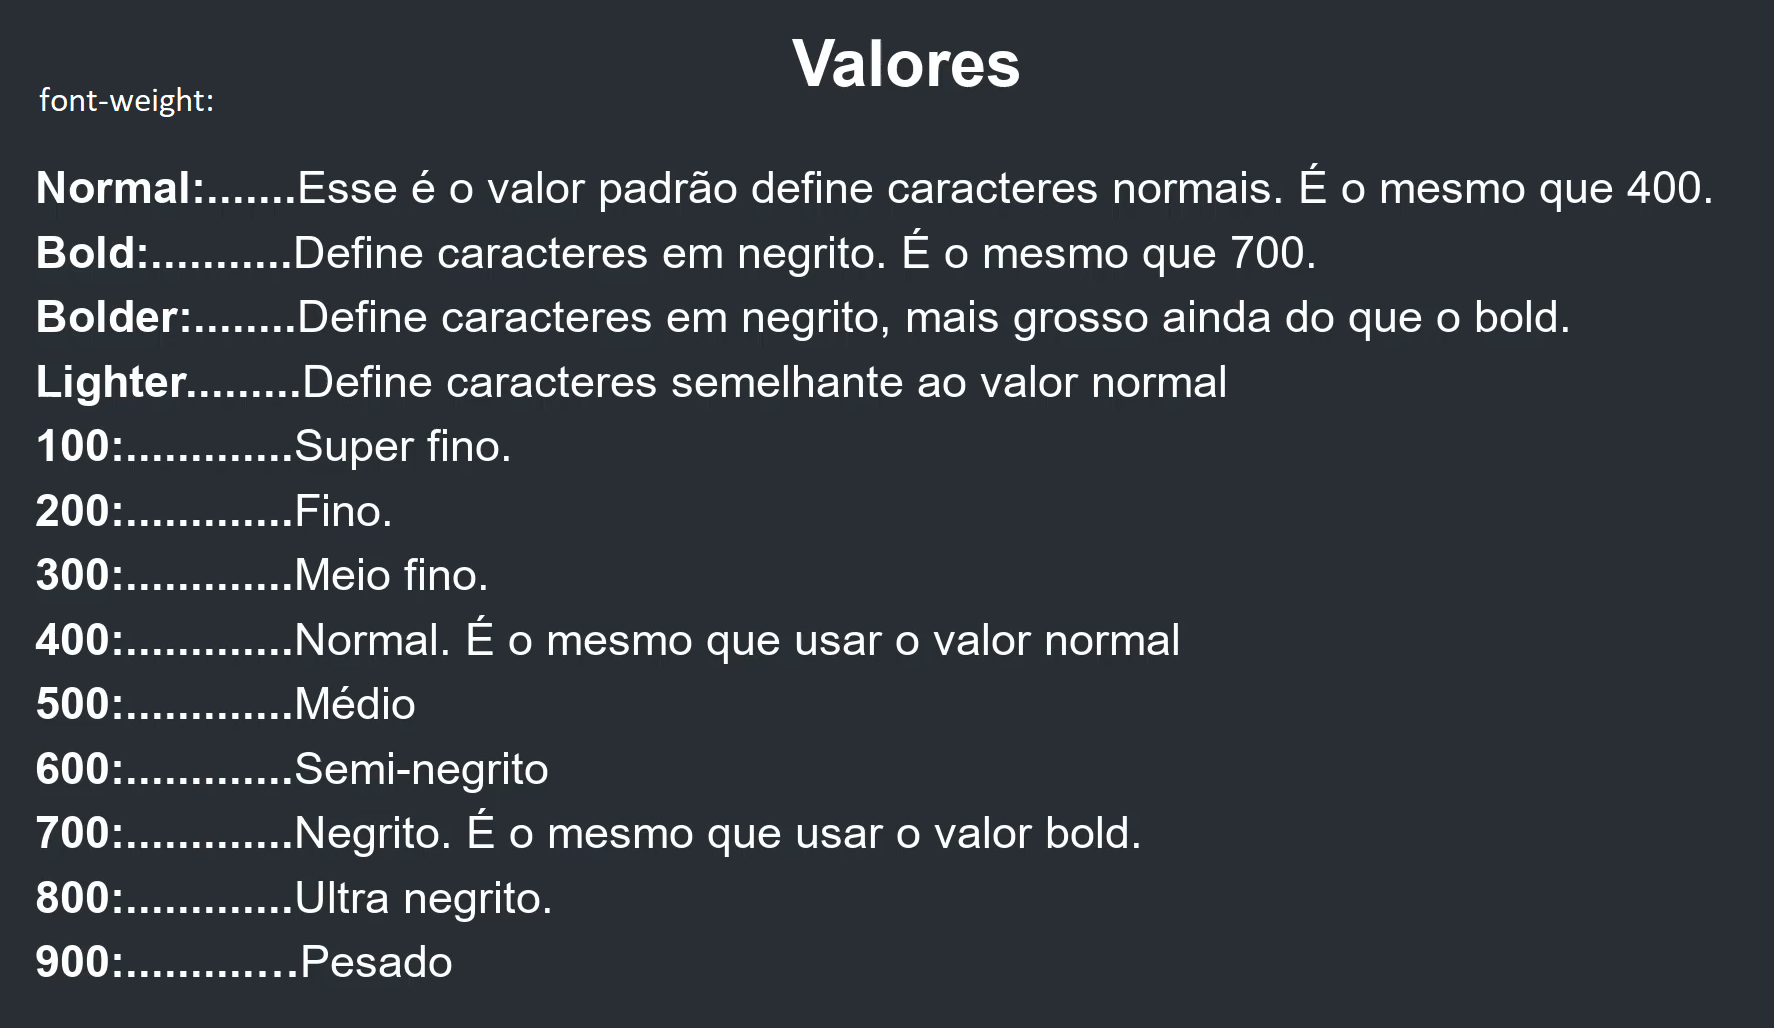 Valores
font-weight:
Normal:.......Esse é o valor padrão define caracteres normais. É o mesmo que 400.
Bold:...........Define caracteres em negrito. É o mesmo que 700.
Bolder:........Define caracteres em negrito, mais grosso ainda do que o bold.
Lighter.........Define caracteres semelhante ao valor normal
100:.............Super fino.
200:.............Fino.
300:.............Meio fino.
400:.............Normal. É o mesmo que usar o valor normal
500:.............Médio
600:.............Semi-negrito
700:.............Negrito. É o mesmo que usar o valor bold.
800:.............Ultra negrito.
900:.............Pesado